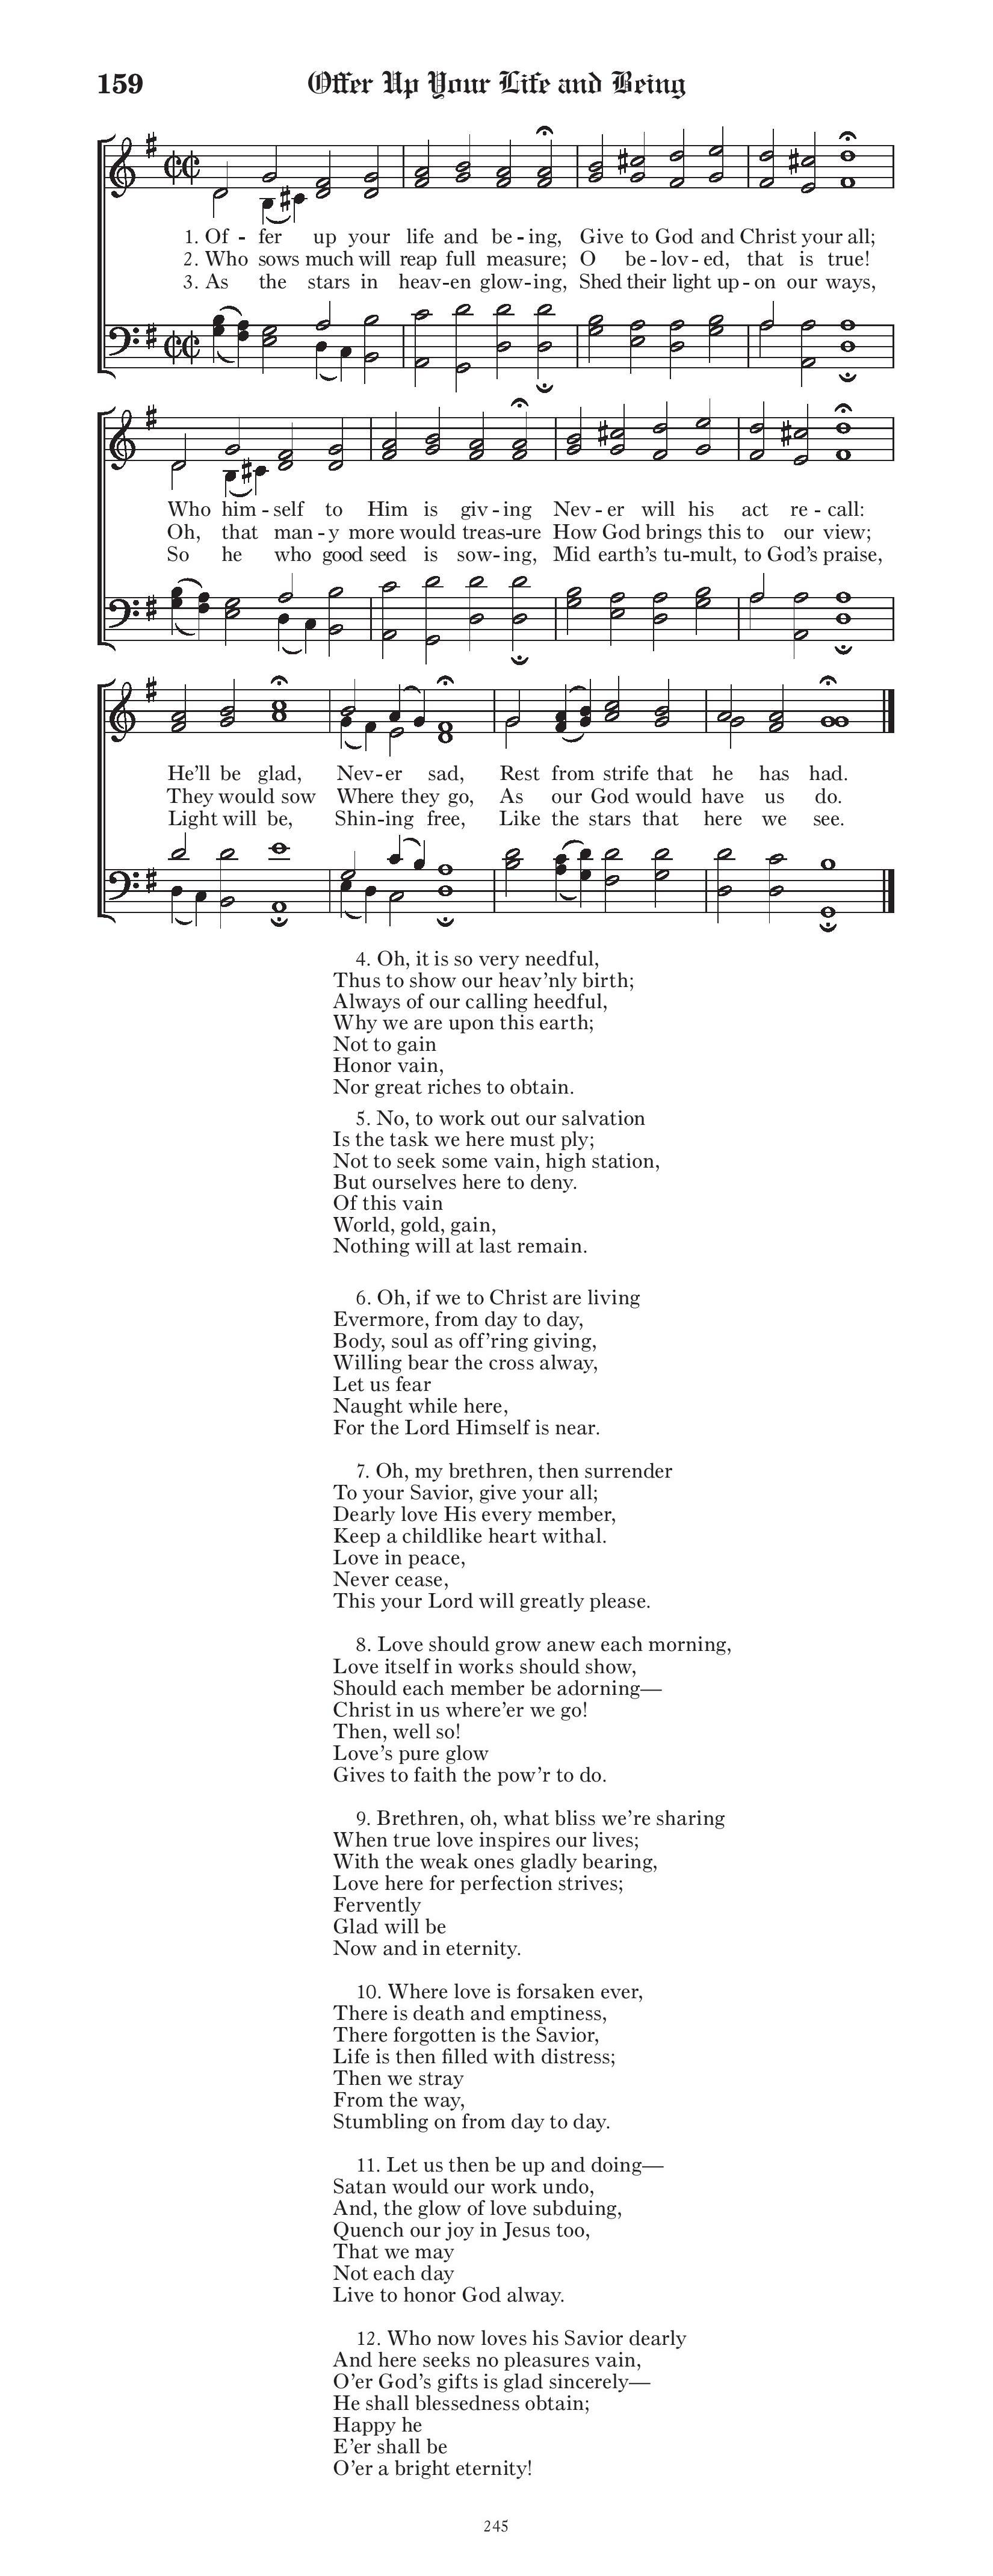 159 Offer Up Your Life and Being
1. Of - fer up your life and be - ing, Give to God and Christ your all;
2. Who sows much will reap full measure; O be - lov - ed, that is true!
3. As the stars in heav - en glow - ing, Shed their light up - on our ways,
Who him - self to Him is giv - ing Nev - er will his act re - call:
Oh, that man - y more would treas - ure How God brings this to our view;
So he who good seed is sow - ing, Mid earth's tu - mult, to God's praise,
He'll be glad, Nev - er sad, Rest from strife that he has had.
They would sow Where they go, As our God would have us do.
Light will be, Shin - ing free, Like the stars that here we see.
4. Oh, it is so very needful,
Thus to show our heav'nly birth;
Always of our calling heedful,
Why we are upon this earth;
Not to gain
Honor vain,
Nor great riches to obtain.
5. No, to work out our salvation
Is the task we here must ply;
Not to seek some vain, high station,
But ourselves here to deny.
Of this vain
World, gold, gain,
Nothing will at last remain.
6. Oh, if we to Christ are living
Evermore, from day to day,
Body, soul as off'ring giving,
Willing bear the cross alway,
Let us fear
Naught while here,
For the Lord Himself is near.
7. Oh, my brethren, then surrender
To your Savior, give your all;
Dearly love His every member,
Keep a childlike heart withal.
Love in peace,
Never cease,
This your Lord will greatly please.
8. Love should grow anew each morning,
Love itself in works should show,
Should each member be adorning—
Christ in us where'er we go!
Then, well so!
Love's pure glow
Gives to faith the pow'r to do.
9. Brethren, oh, what bliss we're sharing
When true love inspires our lives;
With the weak ones gladly bearing,
Love here for perfection strives;
Fervently
Glad will be
Now and in eternity.
10. Where love is forsaken ever,
There is death and emptiness,
There forgotten is the Savior,
Life is then filled with distress;
Then we stray
From the way,
Stumbling on from day to day.
11. Let us then be up and doing—
Satan would our work undo,
And, the glow of love subduing,
Quench our joy in Jesus too,
That we may
Not each day
Live to honor God alway.
12. Who now loves his Savior dearly
And here seeks no pleasures vain,
O'er God's gifts is glad sincerely—
He shall blessedness obtain;
Happy he
E'er shall be
O'er a bright eternity!
245